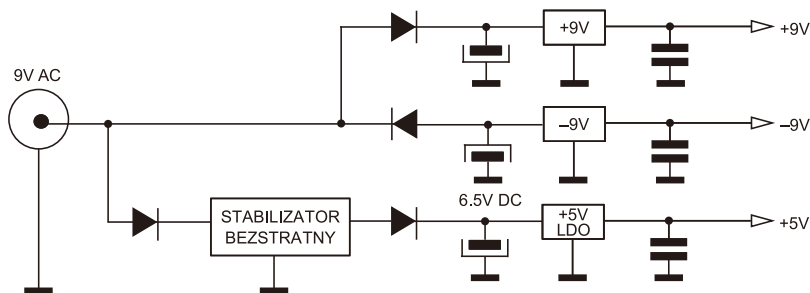 9V AC
+9V
+9V
–9V
–9V
STABILIZATOR
BEZSTRATNY
6.5V DC
+5V
LDO
+5V